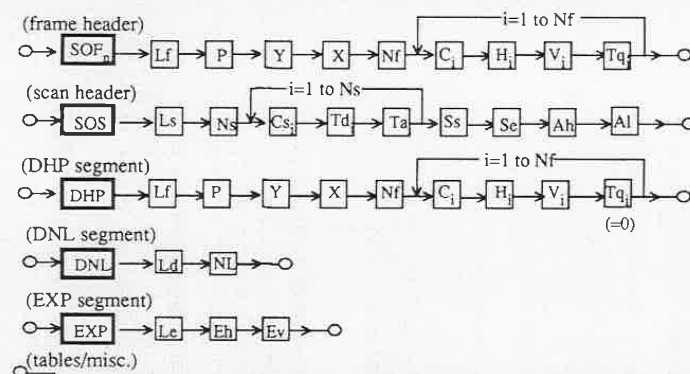 (frame header)
i=1 to Nf
SOFn Lf P Y X Nf Ci Hi Vi Tqi
(scan header)
i=1 to Ns
SOS Ls Ns Csi Tdi Tai Ss Se Ah Al
(DHP segment)
i=1 to Nf
DHP Lf P Y X Nf Ci Hi Vi Tqi
(=0)
(DNL segment)
DNL Ld NL
(EXP segment)
EXP Le Eh Ev
(tables/misc.)